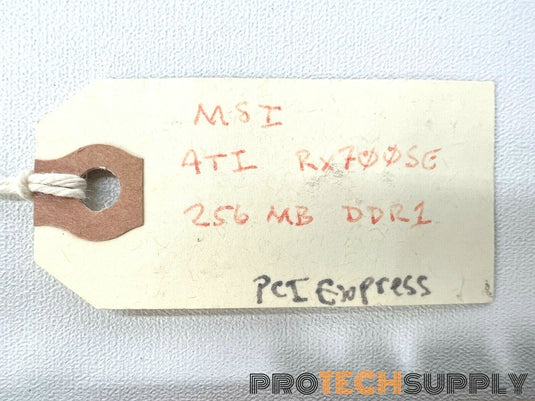 MSI
ATI RX700SE
256 MB DDR1
PCI Express
PROTECHSUPPLY